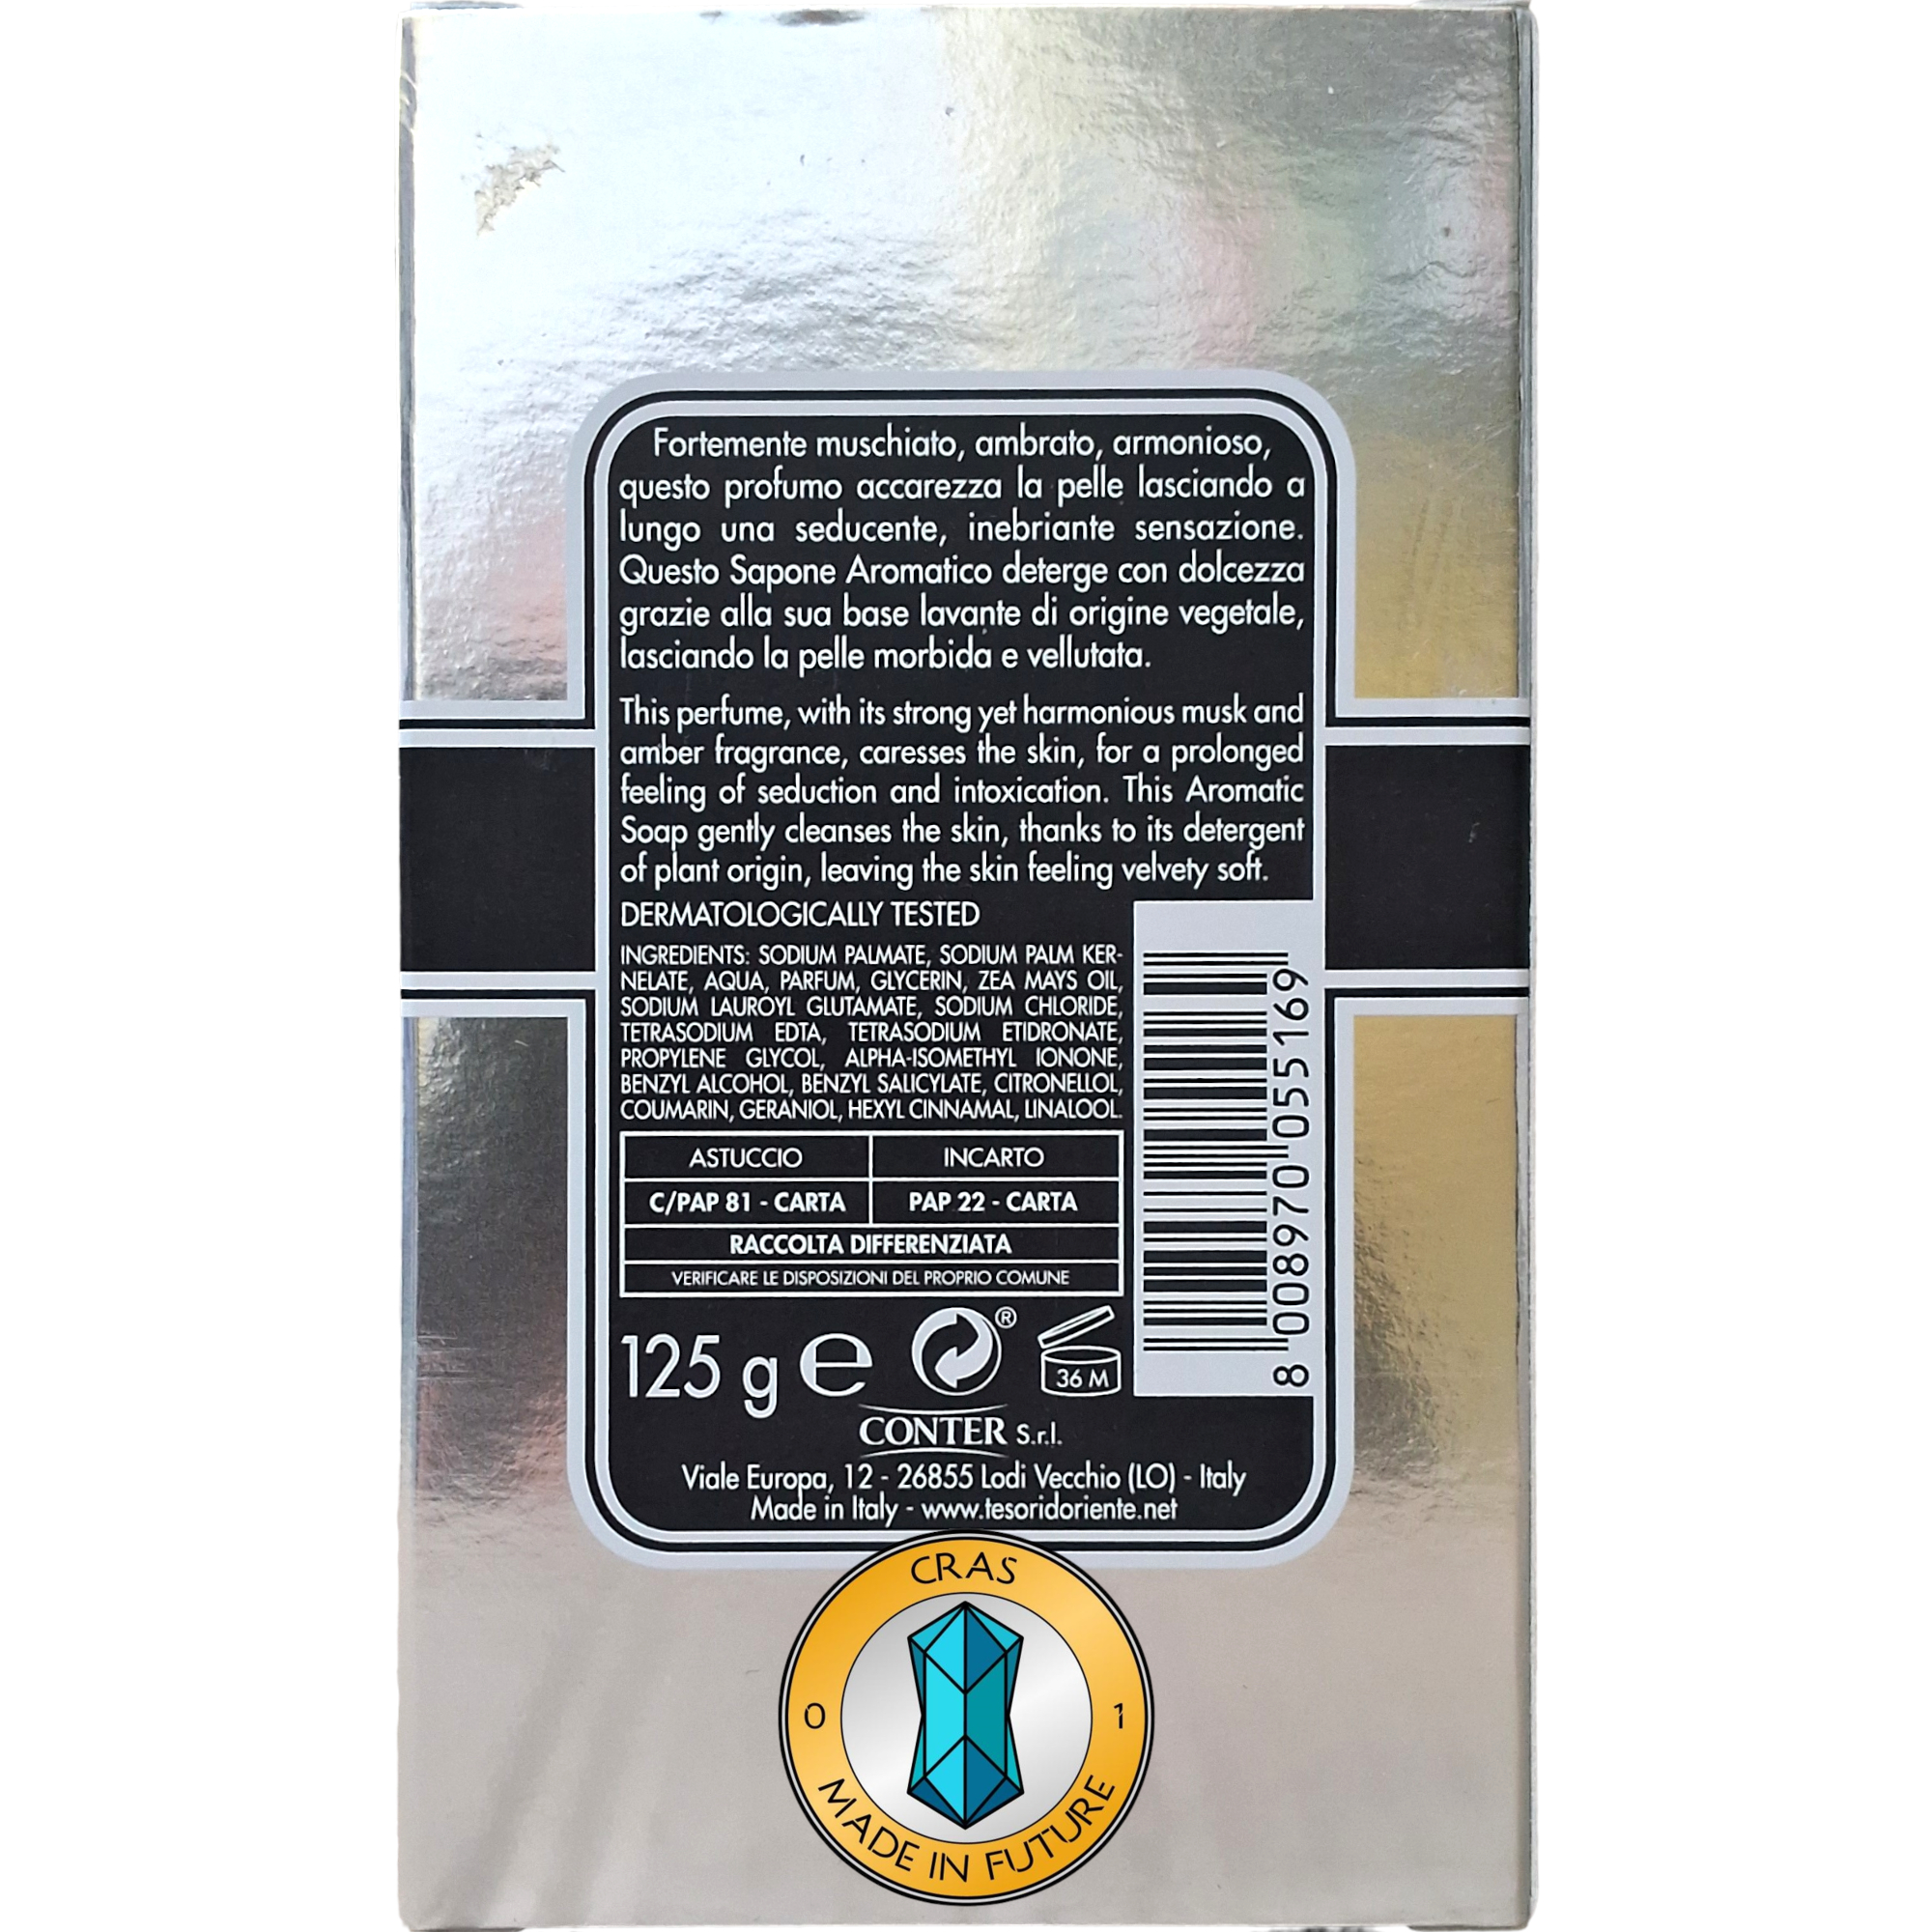 Fortemente muschiato, ambrato, armonioso,
questo profumo accarezza la pelle lasciando a
lungo una seducente, inebriante sensazione.
Questo Sapone Aromatico deterge con dolcezza
grazie alla sua base lavante di origine vegetale,
lasciando la pelle morbida e vellutata.
This perfume, with its strong yet harmonious musk and
amber fragrance, caresses the skin, for a prolonged
feeling of seduction and intoxication. This Aromatic
Soap gently cleanses the skin, thanks to its detergent
of plant origin, leaving the skin feeling velvety soft.
DERMATOLOGICALLY TESTED
INGREDIENTS: SODIUM PALMATE, SODIUM PALM KER-
NELATE, AQUA, PARFUM, GLYCERIN, ZEA MAYS OIL,
SODIUM LAUROYL GLUTAMATE, SODIUM CHLORIDE,
TETRASODIUM EDTA, TETRASODIUM ETIDRONATE,
PROPYLENE GLYCOL, ALPHA-ISOMETHYL IONONE,
BENZYL ALCOHOL, BENZYL SALICYLATE, CITRONELLOL,
COUMARIN, GERANIOL, HEXYL CINNAMAL, LINALOOL.
ASTUCCIO INCARTO
C/PAP 81 - CARTA PAP 22 - CARTA
RACCOLTA DIFFERENZIATA
VERIFICARE LE DISPOSIZIONI DEL PROPRIO COMUNE
8 008970 055169
125 g e ® 36 M
CONTER S.r.l.
Viale Europa, 12 - 26855 Lodi Vecchio (LO) - Italy
Made in Italy - www.tesoridoriente.net
CRAS
0 1
MADE IN FUTURE